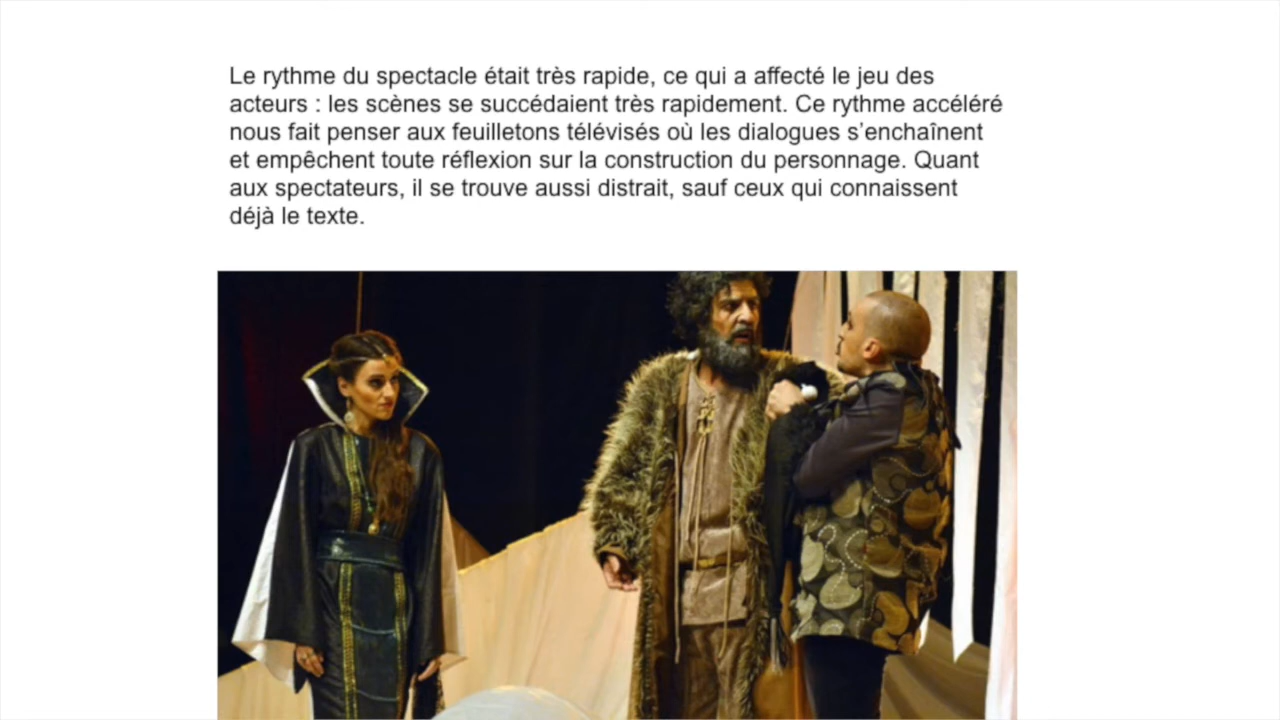 Le rythme du spectacle était très rapide, ce qui a affecté le jeu des
acteurs : les scènes se succédaient très rapidement. Ce rythme accéléré
nous fait penser aux feuilletons télévisés où les dialogues s’enchaînent
et empêchent toute réflexion sur la construction du personnage. Quant
aux spectateurs, il se trouve aussi distrait, sauf ceux qui connaissent
déjà le texte.